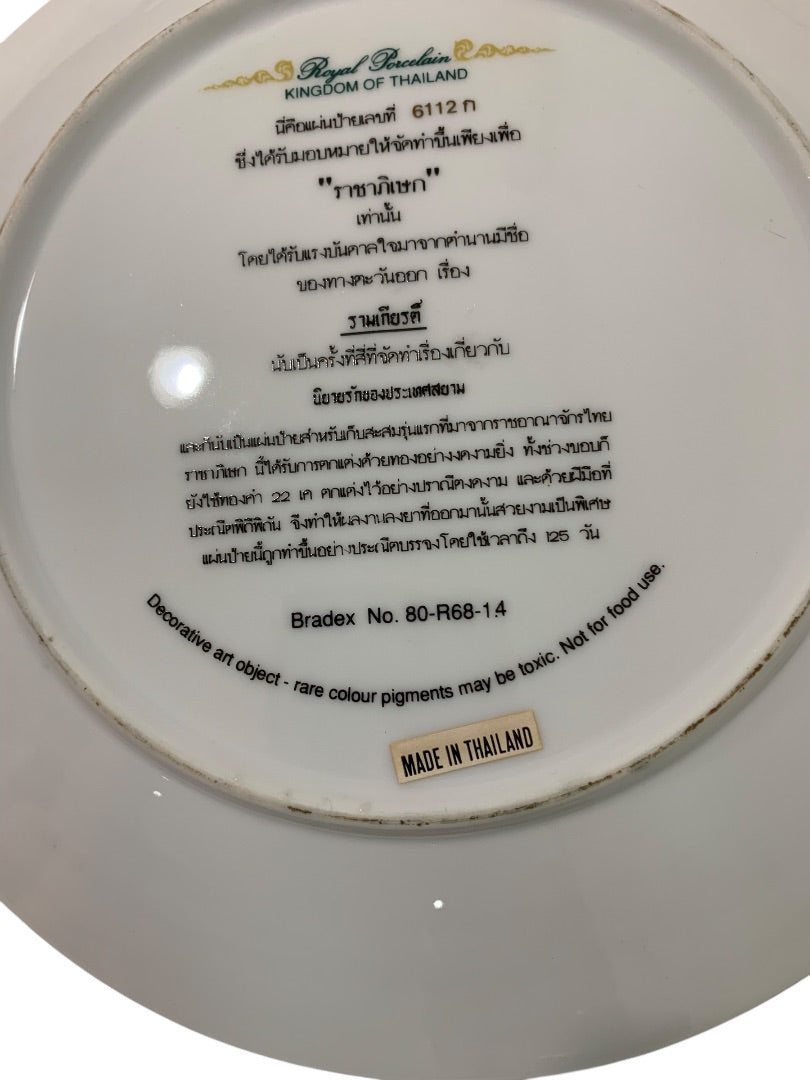 Royal Porcelain
KINGDOM OF THAILAND
นี่คือแผ่นป้ายเลขที่ 6112 ก
ซึ่งได้รับมอบหมายให้จัดทำขึ้นเพียงเพื่อ
"ราชาภิเษก"
เท่านั้น
โดยได้รับแรงบันดาลใจมาจากตำนานมีชื่อ
ของทางตะวันออก เรื่อง
รามเกียรติ์
นับเป็นครั้งที่สี่ที่จัดทำเรื่องเกี่ยวกับ
นิยายรักของประเทศสยาม
และก็นับเป็นแผ่นป้ายสำหรับเก็บสะสมรุ่นแรกที่มาจากราชอาณาจักรไทย
ราชาภิเษก นี้ได้รับการตกแต่งด้วยทองอย่างงดงามยิ่ง ทั้งช่วงขอบก็
ยังใช้ทองคำ 22 เค ตกแต่งไว้อย่างปราณีตงดงาม และด้วยฝีมือที่
ประณีตพิถีพิถัน จึงทำให้ผลงานลงยาที่ออกมานั้นสวยงามเป็นพิเศษ
แผ่นป้ายนี้ถูกทำขึ้นอย่างประณีตบรรจงโดยใช้เวลาถึง 125 วัน
Bradex No. 80-R68-1.4
Decorative art object - rare colour pigments may be toxic. Not for food use.
MADE IN THAILAND